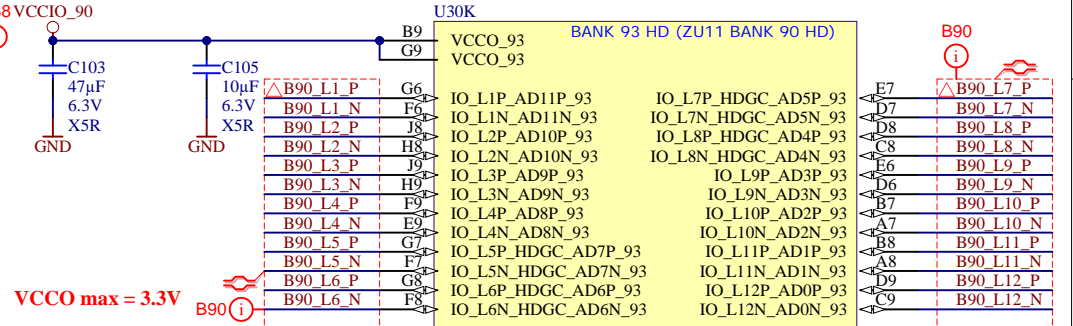 8 VCCIO_90
U30K
BANK 93 HD (ZU11 BANK 90 HD)
B9 VCCO_93
G9 VCCO_93
C103
47µF
6.3V
X5R
GND
C105
10µF
6.3V
X5R
GND
B90
i
B90_L1_P G6 IO_L1P_AD11P_93
B90_L1_N F6 IO_L1N_AD11N_93
B90_L2_P J8 IO_L2P_AD10P_93
B90_L2_N H8 IO_L2N_AD10N_93
B90_L3_P J9 IO_L3P_AD9P_93
B90_L3_N H9 IO_L3N_AD9N_93
B90_L4_P F9 IO_L4P_AD8P_93
B90_L4_N E9 IO_L4N_AD8N_93
B90_L5_P G7 IO_L5P_HDGC_AD7P_93
B90_L5_N F7 IO_L5N_HDGC_AD7N_93
B90_L6_P G8 IO_L6P_HDGC_AD6P_93
B90_L6_N F8 IO_L6N_HDGC_AD6N_93
IO_L7P_HDGC_AD5P_93 E7 B90_L7_P
IO_L7N_HDGC_AD5N_93 D7 B90_L7_N
IO_L8P_HDGC_AD4P_93 D8 B90_L8_P
IO_L8N_HDGC_AD4N_93 C8 B90_L8_N
IO_L9P_AD3P_93 E6 B90_L9_P
IO_L9N_AD3N_93 D6 B90_L9_N
IO_L10P_AD2P_93 B7 B90_L10_P
IO_L10N_AD2N_93 A7 B90_L10_N
IO_L11P_AD1P_93 B8 B90_L11_P
IO_L11N_AD1N_93 A8 B90_L11_N
IO_L12P_AD0P_93 D9 B90_L12_P
IO_L12N_AD0N_93 C9 B90_L12_N
VCCO max = 3.3V
B90 i